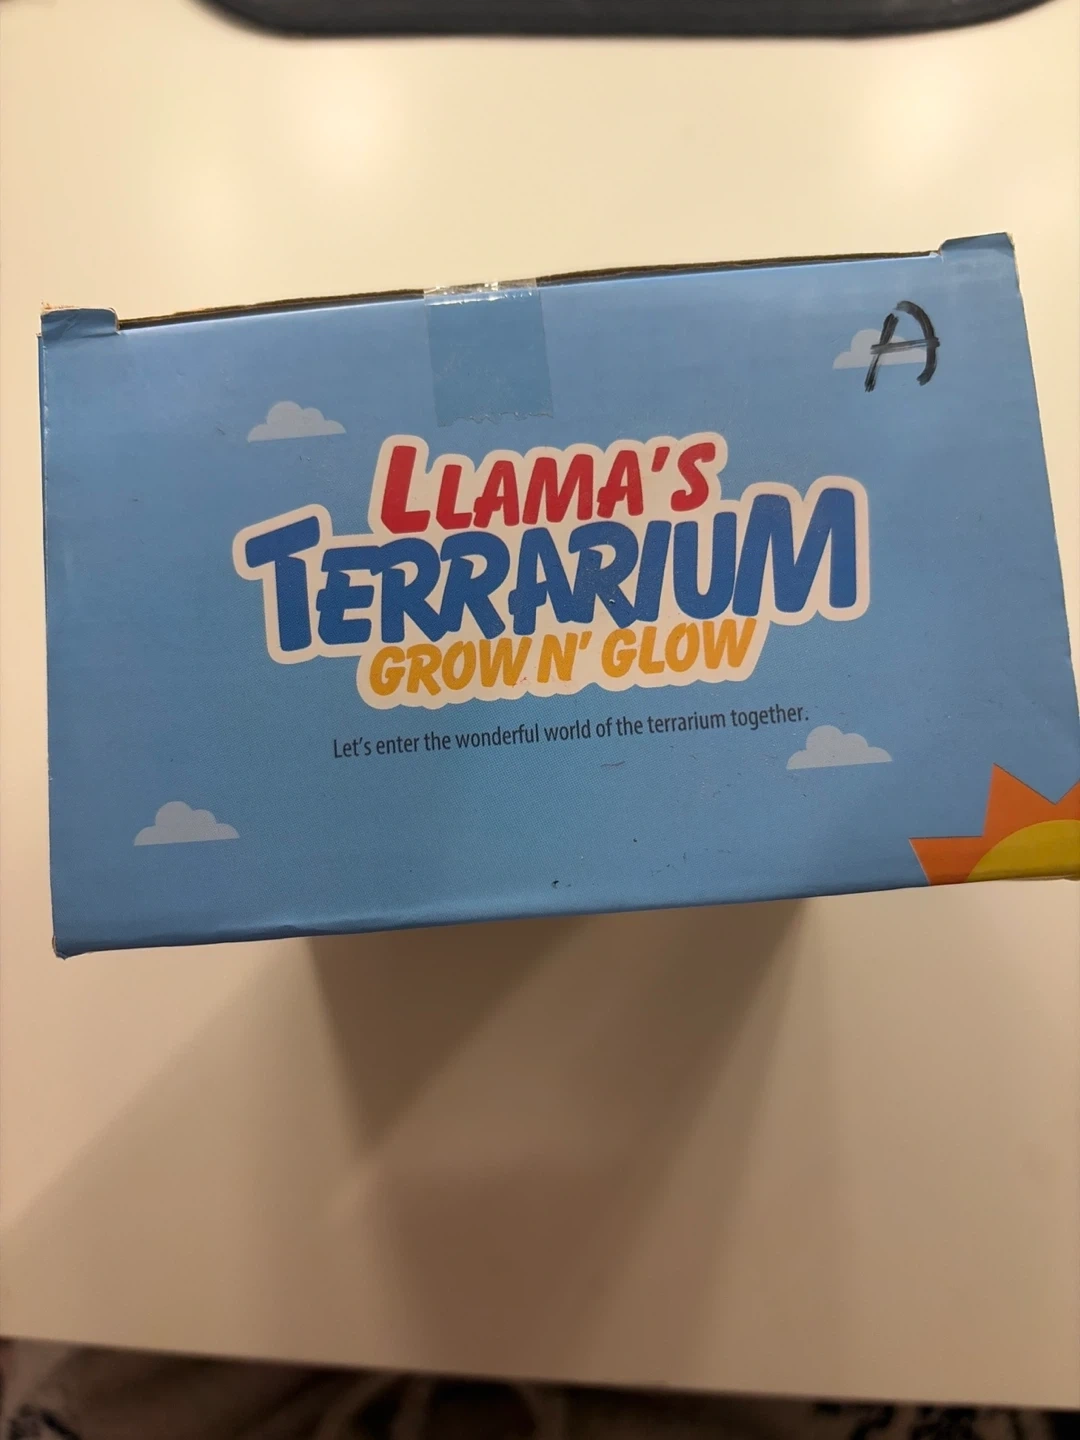 A
LLAMA'S
TERRARIUM
GROW N' GLOW
Let's enter the wonderful world of the terrarium together.